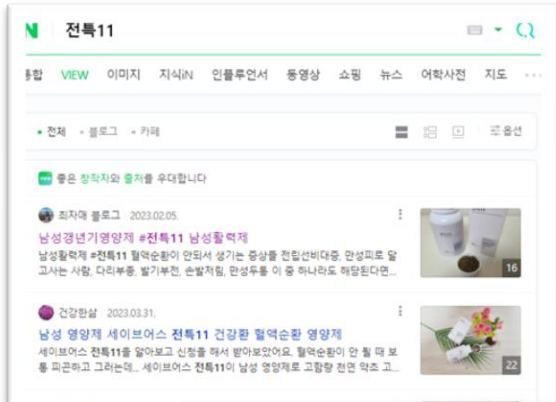 N 전특11
통합 VIEW 이미지 지식iN 인플루언서 동영상 쇼핑 뉴스 어학사전 지도 ...
• 전체 • 블로그 • 카페 옵션
VIEW 좋은 창작자와 출처를 우대합니다
최자매 블로그 2023.02.05.
남성갱년기영양제 #전특11 남성활력제
남성활력제 #전특11 혈액순환이 안되서 생기는 증상들 전립선비대증, 만성피로 달
고사는 사람, 다리부종, 발기부전, 손발저림, 만성두통 이 중 하나라도 해당된다면...
16
건강한삶 2023.03.31.
남성 영양제 세이브어스 전특11 건강환 혈액순환 영양제
세이브어스 전특11을 알아보고 신청을 해서 받아보았어요. 혈액순환이 안 될 때 보
통 피곤하고 그러는데... 세이브어스 전특11이 남성 영양제로 고함량 천연 약초 고...
22